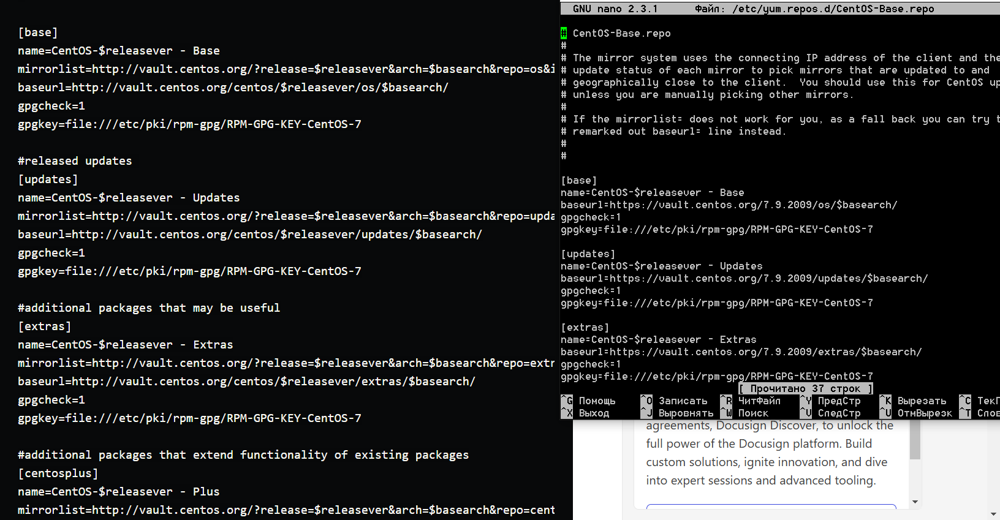 [base]
name=CentOS-$releasever - Base
mirrorlist=http://vault.centos.org/?release=$releasever&arch=$basearch&repo=os&i
baseurl=http://vault.centos.org/centos/$releasever/os/$basearch/
gpgcheck=1
gpgkey=file:///etc/pki/rpm-gpg/RPM-GPG-KEY-CentOS-7
#released updates
[updates]
name=CentOS-$releasever - Updates
mirrorlist=http://vault.centos.org/?release=$releasever&arch=$basearch&repo=upda
baseurl=http://vault.centos.org/centos/$releasever/updates/$basearch/
gpgcheck=1
gpgkey=file:///etc/pki/rpm-gpg/RPM-GPG-KEY-CentOS-7
#additional packages that may be useful
[extras]
name=CentOS-$releasever - Extras
mirrorlist=http://vault.centos.org/?release=$releasever&arch=$basearch&repo=extr
baseurl=http://vault.centos.org/centos/$releasever/extras/$basearch/
gpgcheck=1
gpgkey=file:///etc/pki/rpm-gpg/RPM-GPG-KEY-CentOS-7
#additional packages that extend functionality of existing packages
[centosplus]
name=CentOS-$releasever - Plus
mirrorlist=http://vault.centos.org/?release=$releasever&arch=$basearch&repo=cent
GNU nano 2.3.1 Файл: /etc/yum.repos.d/CentOS-Base.repo
# CentOS-Base.repo
#
# The mirror system uses the connecting IP address of the client and the
# update status of each mirror to pick mirrors that are updated to and
# geographically close to the client.  You should use this for CentOS up
# unless you are manually picking other mirrors.
#
# If the mirrorlist= does not work for you, as a fall back you can try t
# remarked out baseurl= line instead.
#
#
[base]
name=CentOS-$releasever - Base
baseurl=https://vault.centos.org/7.9.2009/os/$basearch/
gpgcheck=1
gpgkey=file:///etc/pki/rpm-gpg/RPM-GPG-KEY-CentOS-7
[updates]
name=CentOS-$releasever - Updates
baseurl=https://vault.centos.org/7.9.2009/updates/$basearch/
gpgcheck=1
gpgkey=file:///etc/pki/rpm-gpg/RPM-GPG-KEY-CentOS-7
[extras]
name=CentOS-$releasever - Extras
baseurl=https://vault.centos.org/7.9.2009/extras/$basearch/
gpgcheck=1
gpgkey=file:///etc/pki/rpm-gpg/RPM-GPG-KEY-CentOS-7
[ Прочитано 37 строк ]
^G Помощь ^O Записать ^R ЧитФайл ^Y ПредСтр ^K Вырезать ^C ТекП
^X Выход ^J Выровнять ^W Поиск ^V СледСтр ^U ОтмВырезк ^T Слов
agreements, Docusign Discover, to unlock the
full power of the Docusign platform. Build
custom solutions, ignite innovation, and dive
into expert sessions and advanced tooling.